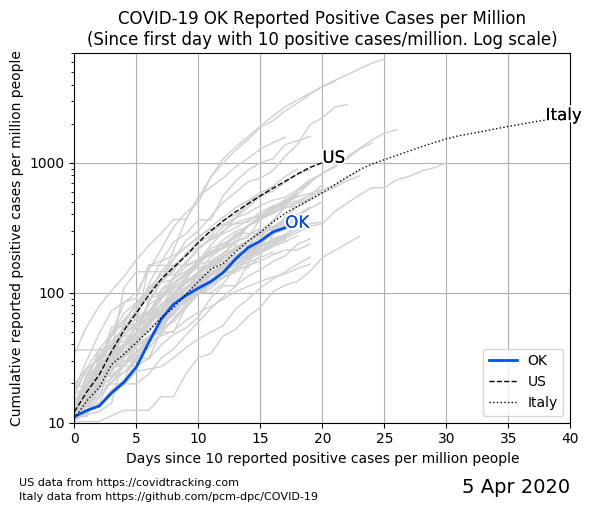 COVID-19 OK Reported Positive Cases per Million
(Since first day with 10 positive cases/million. Log scale)
Cumulative reported positive cases per million people
1000
100
10
Italy
US
OK
OK
US
Italy
0 5 10 15 20 25 30 35 40
Days since 10 reported positive cases per million people
US data from https://covidtracking.com
Italy data from https://github.com/pcm-dpc/COVID-19
5 Apr 2020